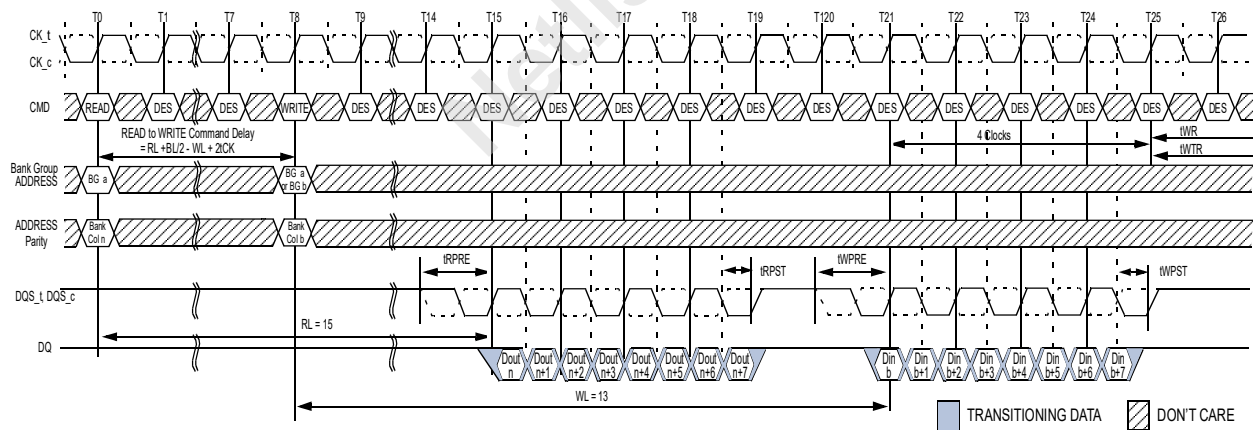 T0 T1 T7 T8 T9 T14 T15 T16 T17 T18 T19 T120 T21 T22 T23 T24 T25 T26
CK_t
CK_c
CMD READ DES DES WRITE DES DES DES DES DES DES DES DES DES DES DES DES DES DES
READ to WRITE Command Delay
= RL +BL/2 - WL + 2tCK
4 Clocks
tWR
tWTR
Bank Group
ADDRESS
BG a
BG a
or BG b
ADDRESS
Parity
Bank
Col n
Bank
Col b
tRPRE tRPST tWPRE tWPST
DQS_t, DQS_c
RL = 15
DQ
Dout n Dout n+1 Dout n+2 Dout n+3 Dout n+4 Dout n+5 Dout n+6 Dout n+7
Din b Din b+1 Din b+2 Din b+3 Din b+4 Din b+5 Din b+6 Din b+7
WL = 13
TRANSITIONING DATA DON'T CARE